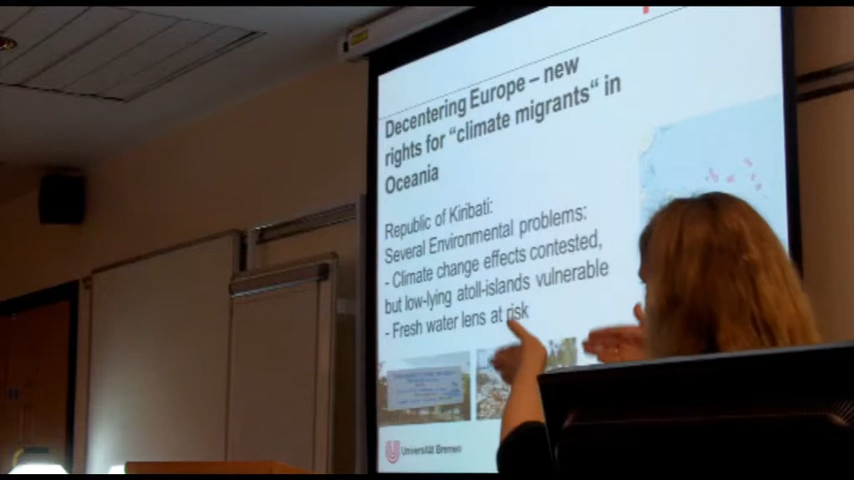 Decentering Europe – new
rights for “climate migrants“ in
Oceania
Republic of Kiribati:
Several Environmental problems:
- Climate change effects contested,
but low-lying atoll-islands vulnerable
- Fresh water lens at risk
Universität Bremen